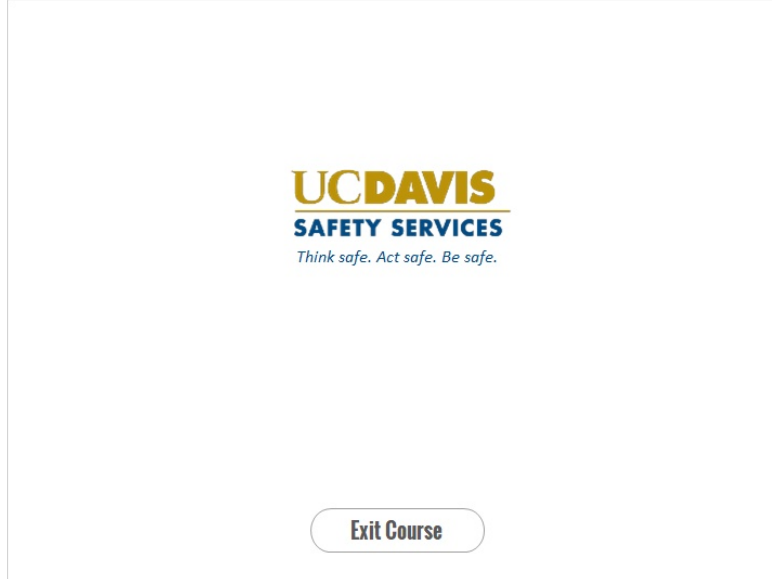 UCDAVIS
SAFETY SERVICES
Think safe. Act safe. Be safe.
Exit Course